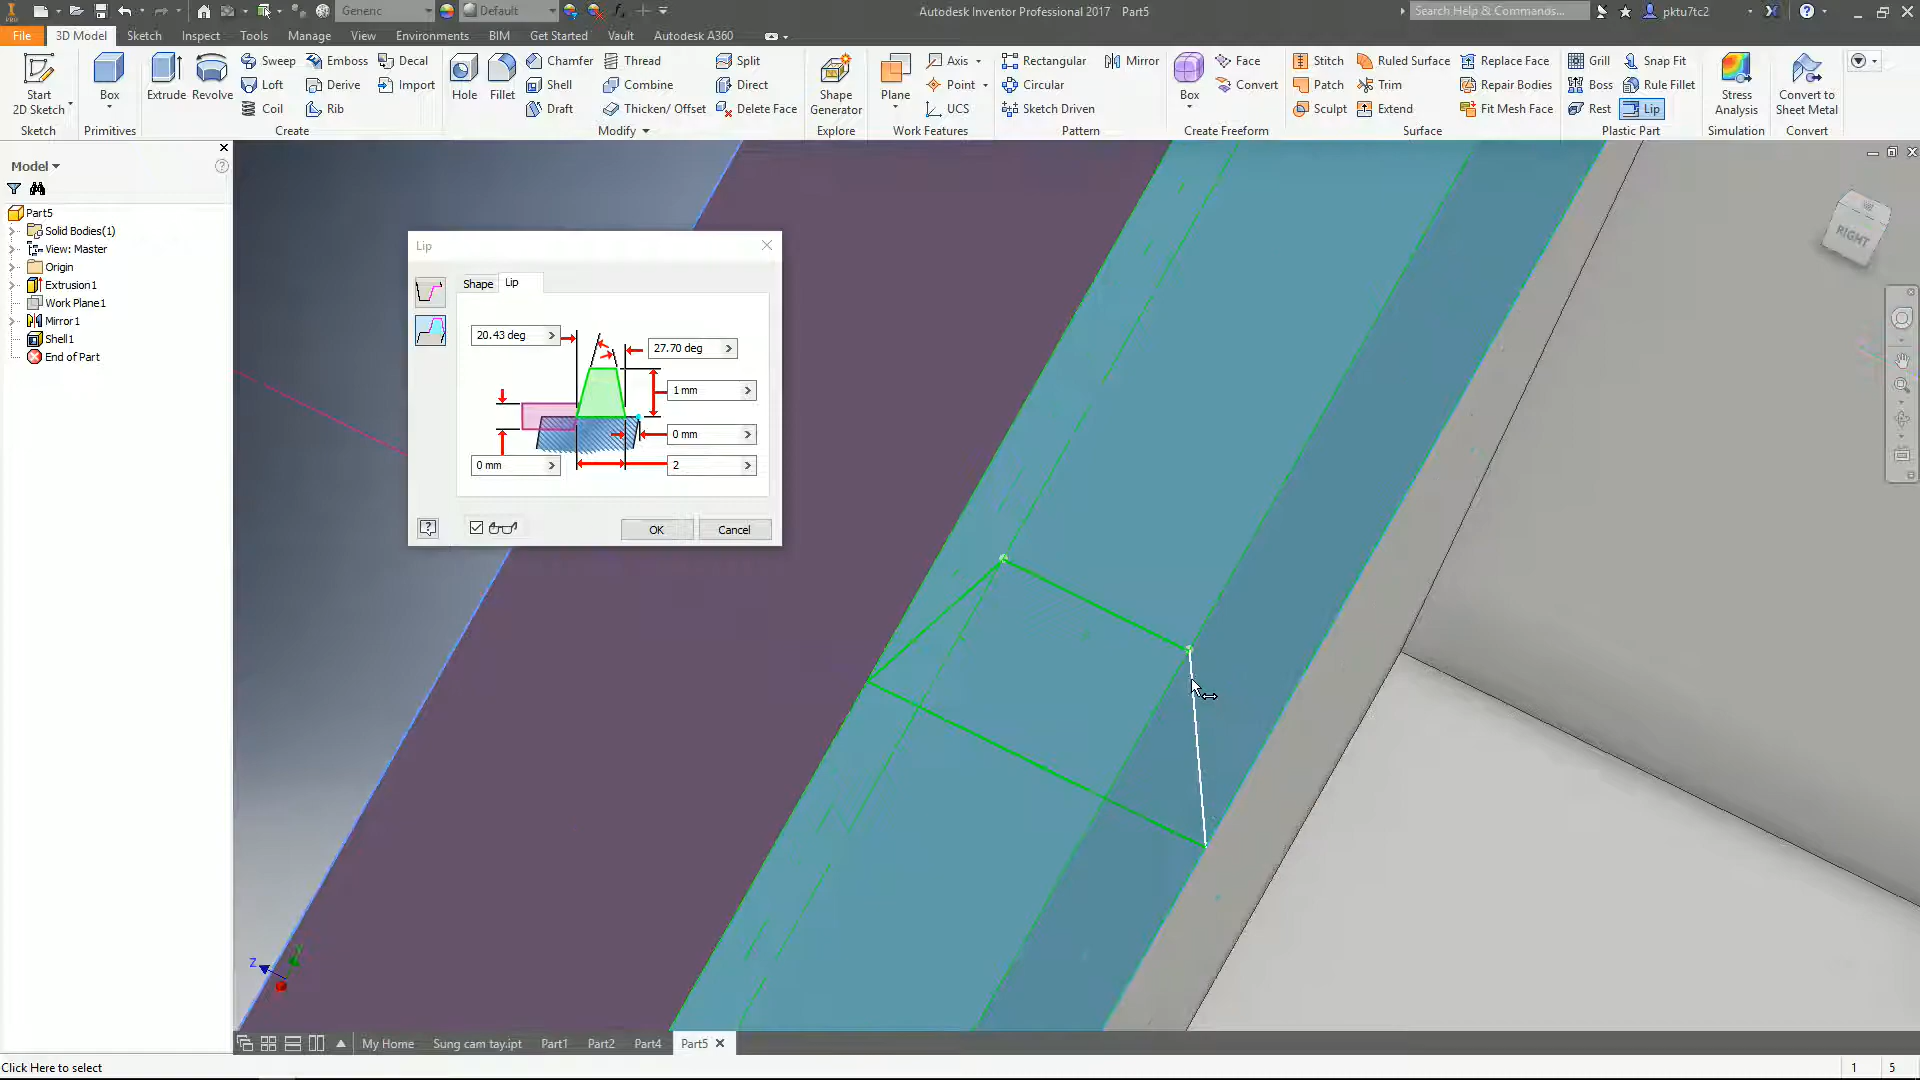 PRO
Generic
Default
Autodesk Inventor Professional 2017 Part5
Search Help & Commands...
pktu7tc2
File
3D Model
Sketch
Inspect
Tools
Manage
View
Environments
BIM
Get Started
Vault
Autodesk A360
Start
2D Sketch
Sketch
Box
Primitives
Extrude
Revolve
Sweep
Emboss
Decal
Loft
Derive
Import
Coil
Rib
Create
Hole
Fillet
Chamfer
Thread
Split
Shell
Combine
Direct
Draft
Thicken/ Offset
Delete Face
Modify
Shape
Generator
Explore
Plane
Axis
Point
UCS
Work Features
Rectangular
Mirror
Circular
Sketch Driven
Pattern
Box
Face
Convert
Create Freeform
Stitch
Ruled Surface
Replace Face
Patch
Trim
Repair Bodies
Sculpt
Extend
Fit Mesh Face
Surface
Grill
Snap Fit
Boss
Rule Fillet
Rest
Lip
Plastic Part
Stress
Analysis
Simulation
Convert to
Sheet Metal
Convert
Model
Part5
Solid Bodies(1)
View: Master
Origin
Extrusion1
Work Plane1
Mirror1
Shell1
End of Part
Lip
Shape
Lip
20.43 deg
27.70 deg
1 mm
0 mm
0 mm
2
OK
Cancel
RIGHT
Z
Y
My Home
Sung cam tay.ipt
Part1
Part2
Part4
Part5
Click Here to select
1
5